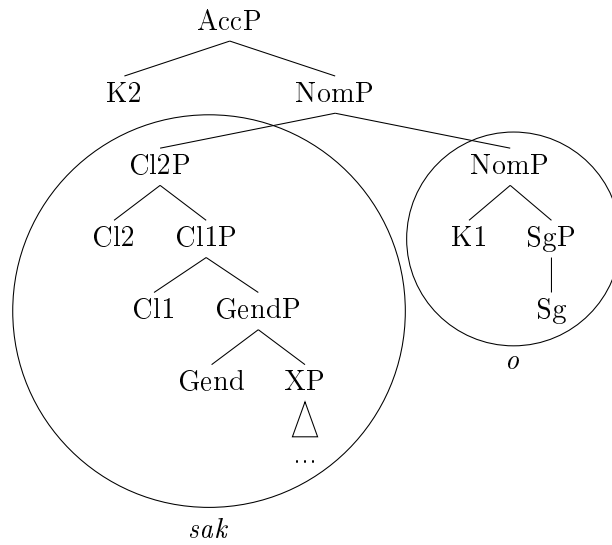 AccP
K2 NomP
Cl2P NomP
Cl2 Cl1P K1 SgP
Cl1 GendP Sg
Gend XP o
...
sak